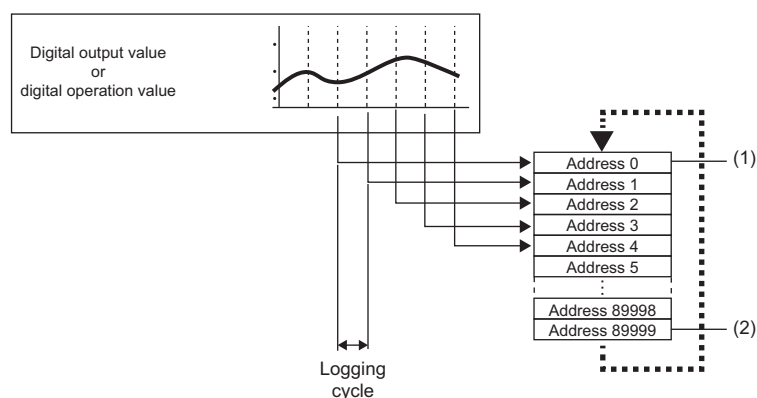 Digital output value
or
digital operation value
Address 0
(1)
Address 1
Address 2
Address 3
Address 4
Address 5
Address 89998
Address 89999
(2)
Logging
cycle